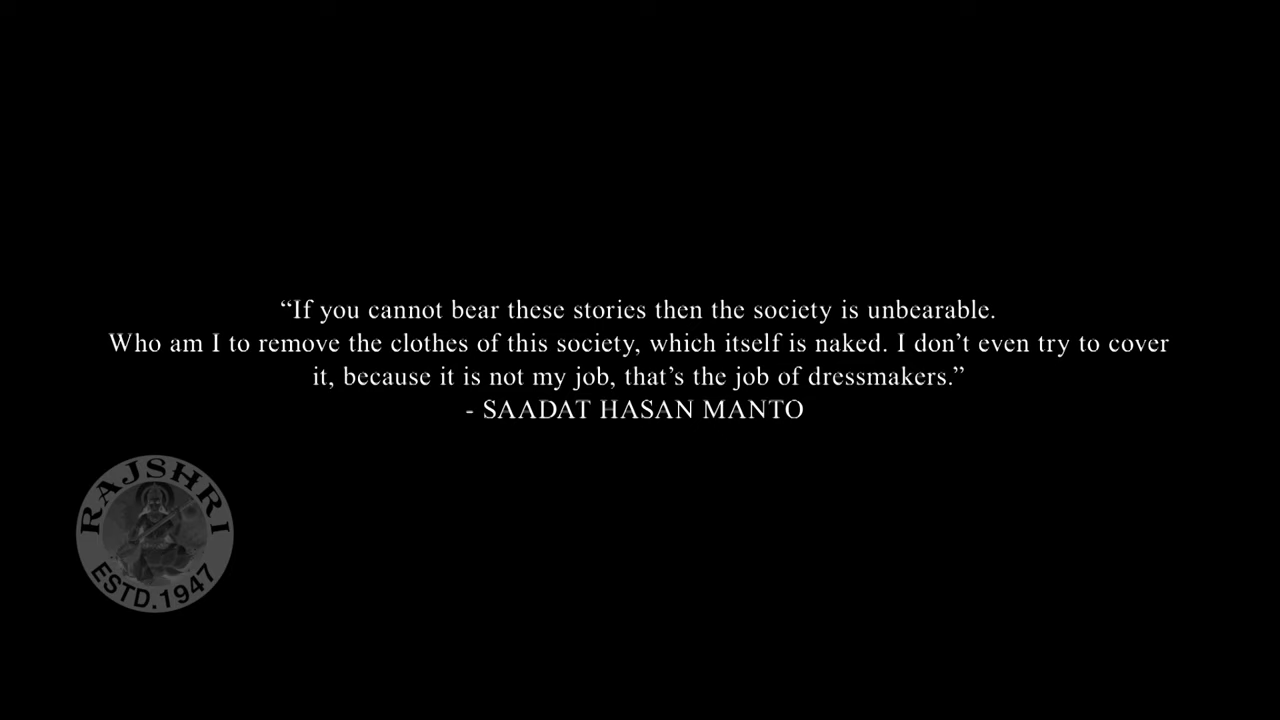 “If you cannot bear these stories then the society is unbearable.
Who am I to remove the clothes of this society, which itself is naked. I don’t even try to cover
it, because it is not my job, that’s the job of dressmakers.”
- SAADAT HASAN MANTO
RAJSHRI
ESTD.1947